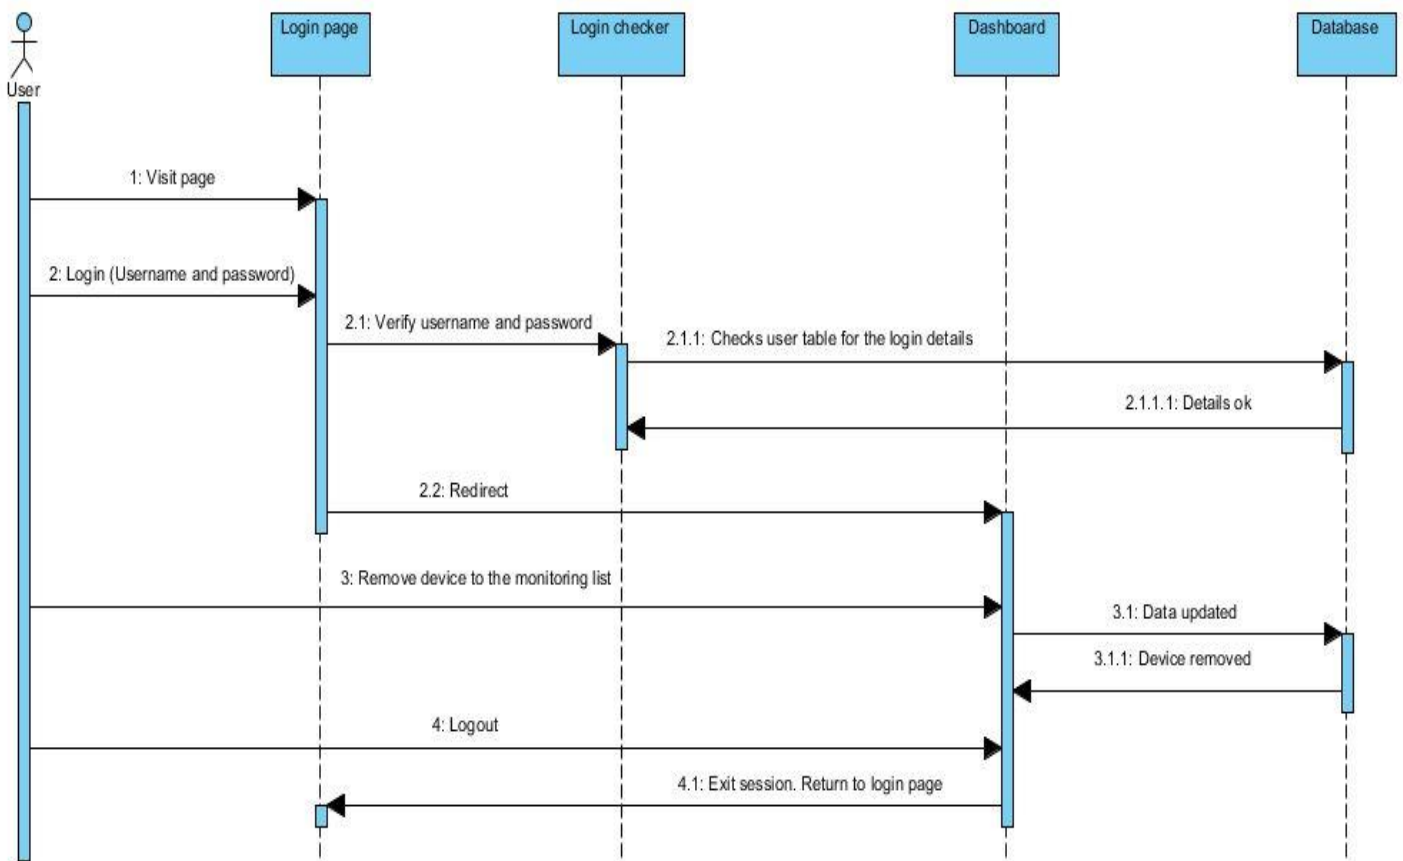 Login page
Login checker
Dashboard
Database
User
1: Visit page
2: Login (Username and password)
2.1: Verify username and password
2.1.1: Checks user table for the login details
2.1.1.1: Details ok
2.2: Redirect
3: Remove device to the monitoring list
3.1: Data updated
3.1.1: Device removed
4: Logout
4.1: Exit session. Return to login page